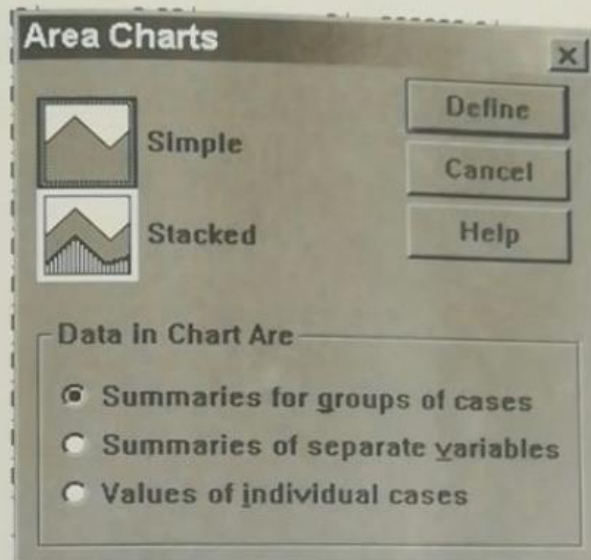 Area Charts
Simple
Define
Cancel
Stacked
Help
Data in Chart Are
Summaries for groups of cases
Summaries of separate variables
Values of individual cases